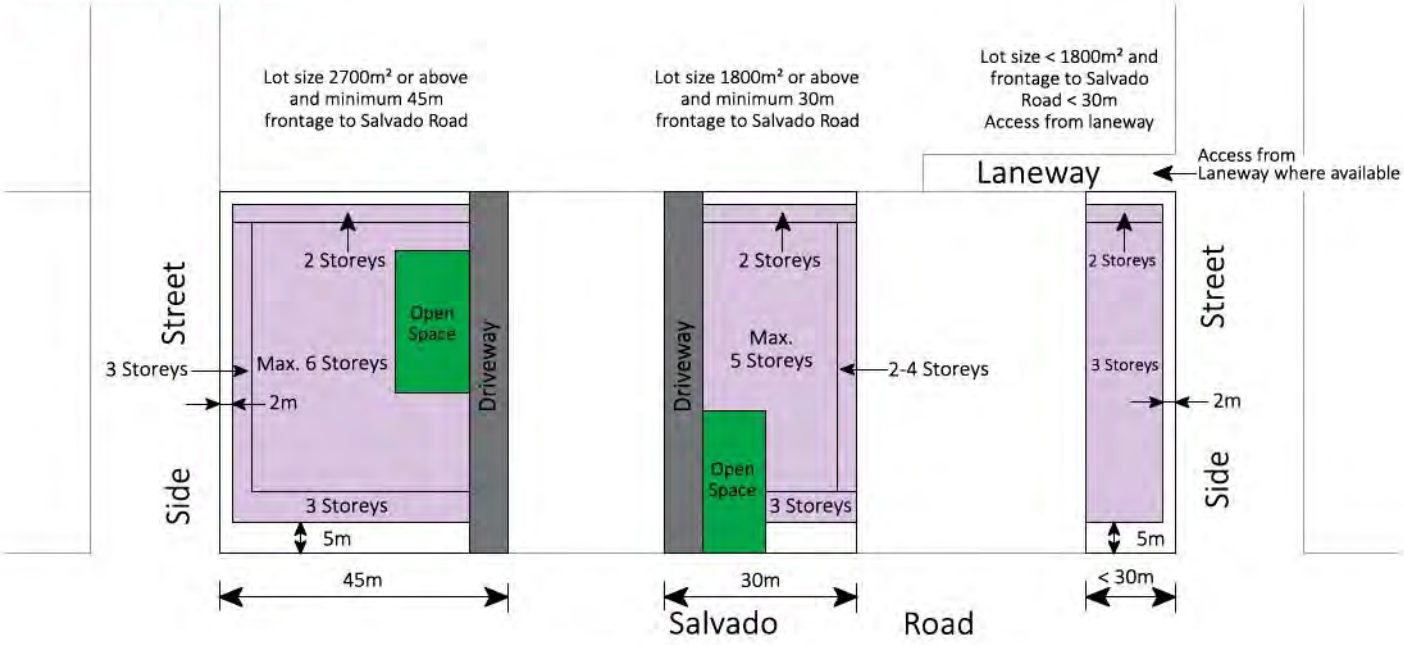 Lot size 2700m² or above
and minimum 45m
frontage to Salvado Road
Lot size 1800m² or above
and minimum 30m
frontage to Salvado Road
Lot size < 1800m² and
frontage to Salvado
Road < 30m
Access from laneway
Laneway
Access from
Laneway where available
2 Storeys
Open
Space
Max. 6 Storeys
3 Storeys
2m
3 Storeys
5m
Driveway
Side Street
45m
Driveway
2 Storeys
Max.
5 Storeys
2-4 Storeys
Open
Space
3 Storeys
30m
2 Storeys
3 Storeys
2m
5m
Side Street
< 30m
Salvado Road